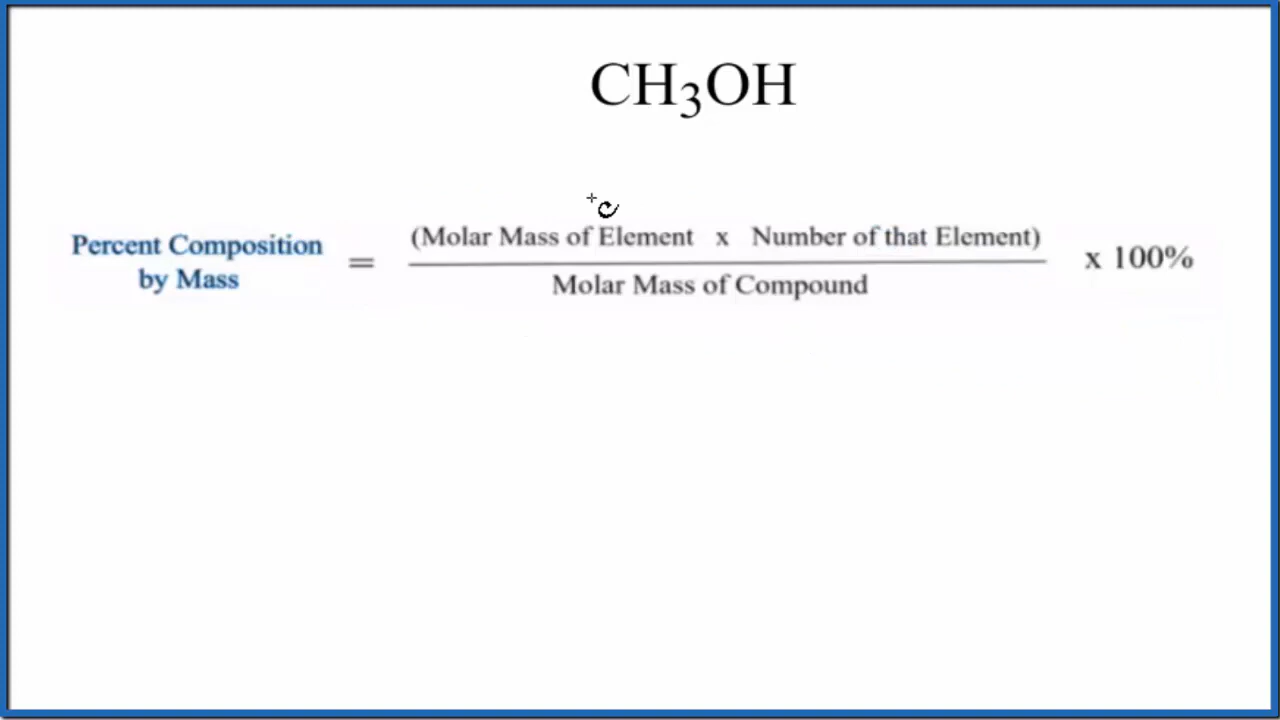 CH₃OH
Percent Composition
by Mass
= (Molar Mass of Element x Number of that Element)
Molar Mass of Compound
x 100%